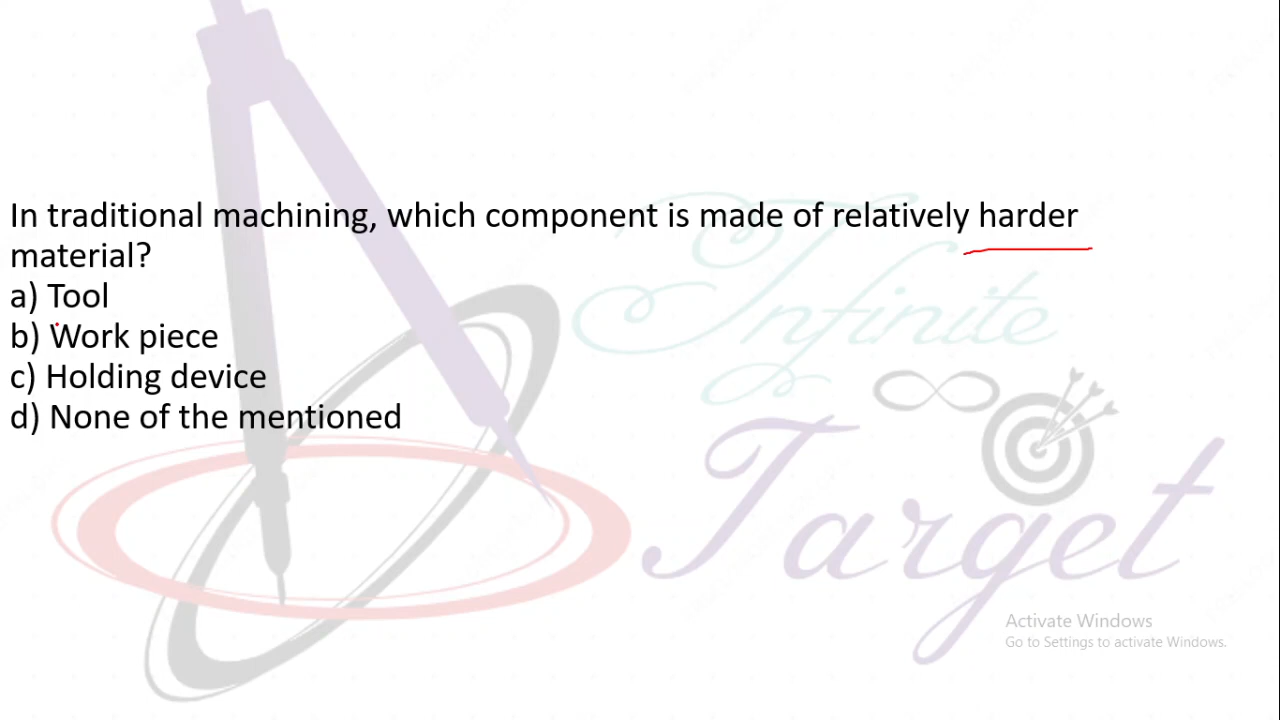 In traditional machining, which component is made of relatively harder
material?
a) Tool
b) Work piece
c) Holding device
d) None of the mentioned
Infinite
Target
Activate Windows
Go to Settings to activate Windows.